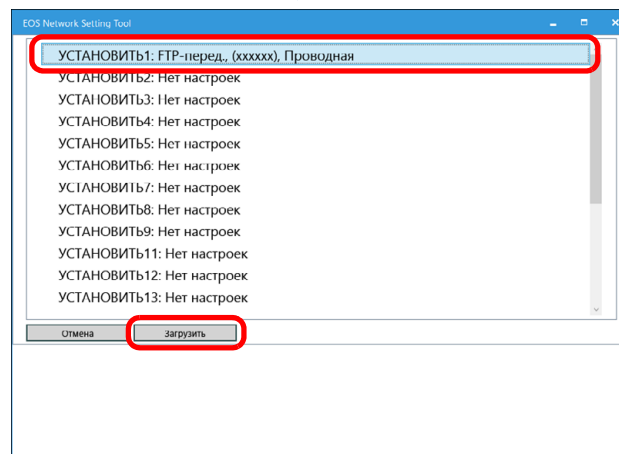 EOS Network Setting Tool
УСТАНОВИТЬ1: FTP-перед., (xxxxxx), Проводная
УСТАНОВИТЬ2: Нет настроек
УСТАНОВИТЬ3: Нет настроек
УСТАНОВИТЬ4: Нет настроек
УСТАНОВИТЬ5: Нет настроек
УСТАНОВИТЬ6: Нет настроек
УСТАНОВИТЬ7: Нет настроек
УСТАНОВИТЬ8: Нет настроек
УСТАНОВИТЬ9: Нет настроек
УСТАНОВИТЬ11: Нет настроек
УСТАНОВИТЬ12: Нет настроек
УСТАНОВИТЬ13: Нет настроек
Отмена Загрузить